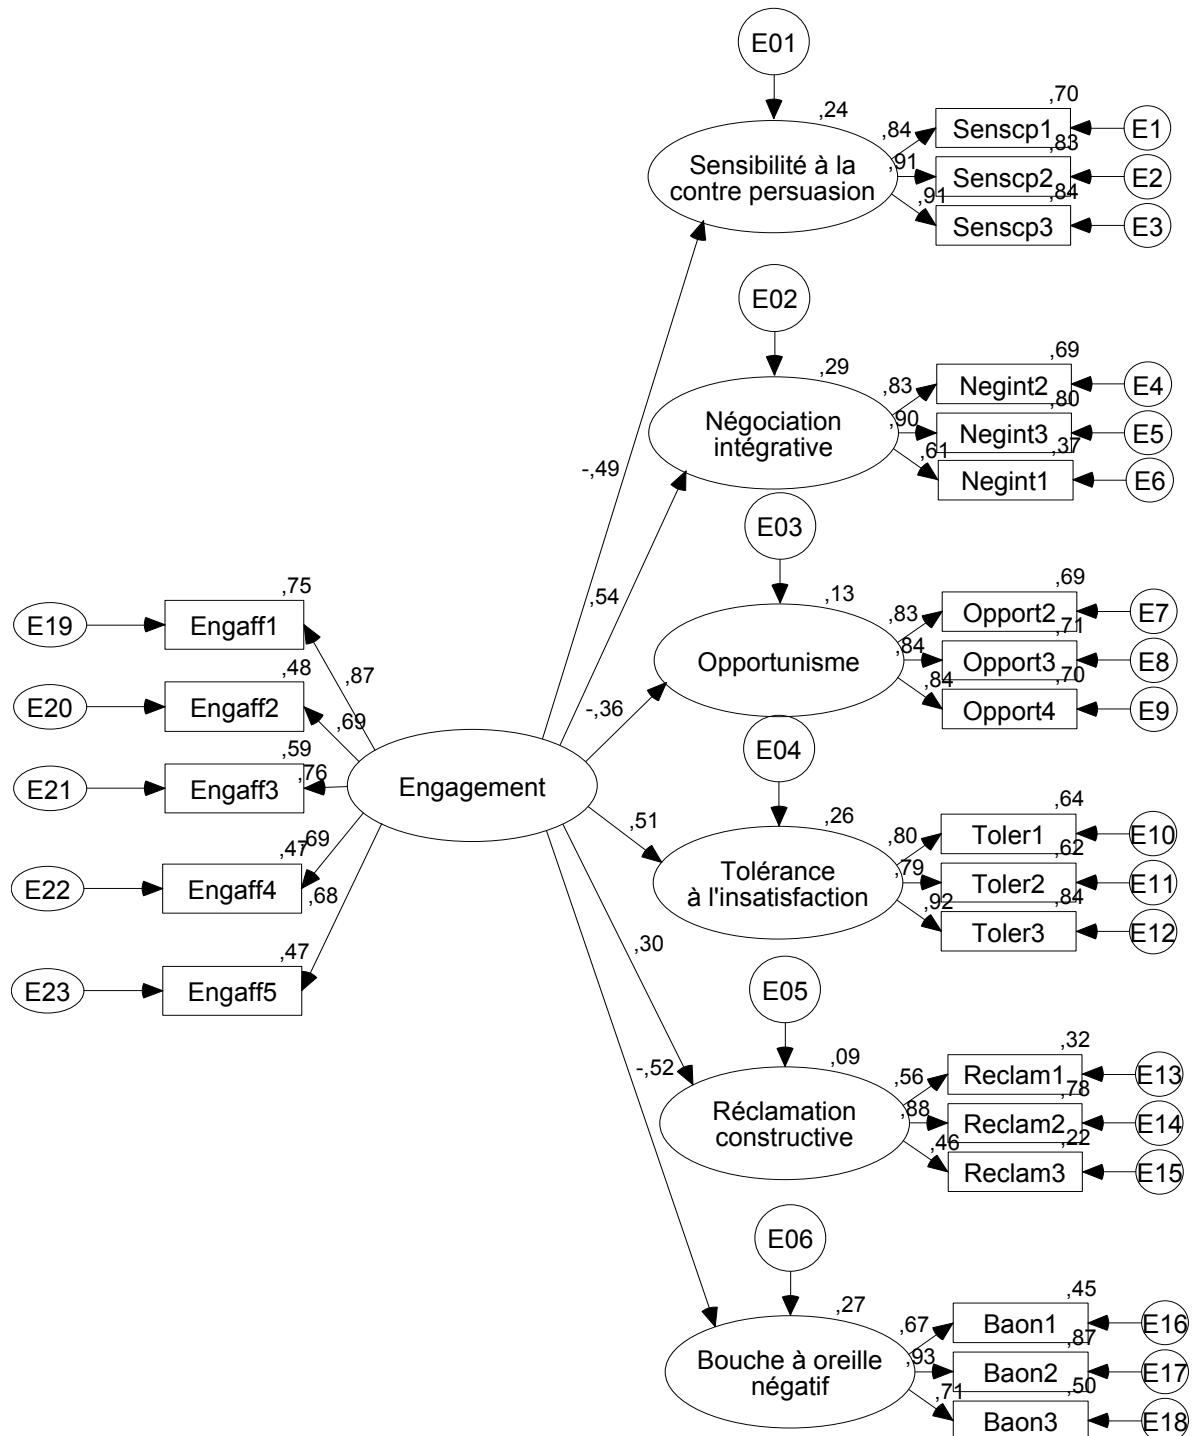 E01
,24
,70
,84
Senscp1
E1
Sensibilité à la
contre persuasion
,91
,83
Senscp2
E2
,91
,84
Senscp3
E3
-,49
E02
,29
,69
,83
Negint2
E4
Négociation
intégrative
,90
,80
Negint3
E5
,61
,37
Negint1
E6
,54
E03
,13
,69
,83
Opport2
E7
Opportunisme
,84
,71
Opport3
E8
,84
,70
Opport4
E9
-,36
E19
,75
Engaff1
,87
E20
,48
Engaff2
,69
E21
,59
Engaff3
,76
Engagement
E22
,47
Engaff4
,69
E23
,47
Engaff5
,68
E04
,51
,26
,64
,80
Toler1
E10
Tolérance
à l'insatisfaction
,79
,62
Toler2
E11
,92
,84
Toler3
E12
,30
E05
,09
,32
,56
Reclam1
E13
Réclamation
constructive
,88
,78
Reclam2
E14
,46
,22
Reclam3
E15
-,52
E06
,27
,45
,67
Baon1
E16
Bouche à oreille
négatif
,93
,87
Baon2
E17
,71
,50
Baon3
E18